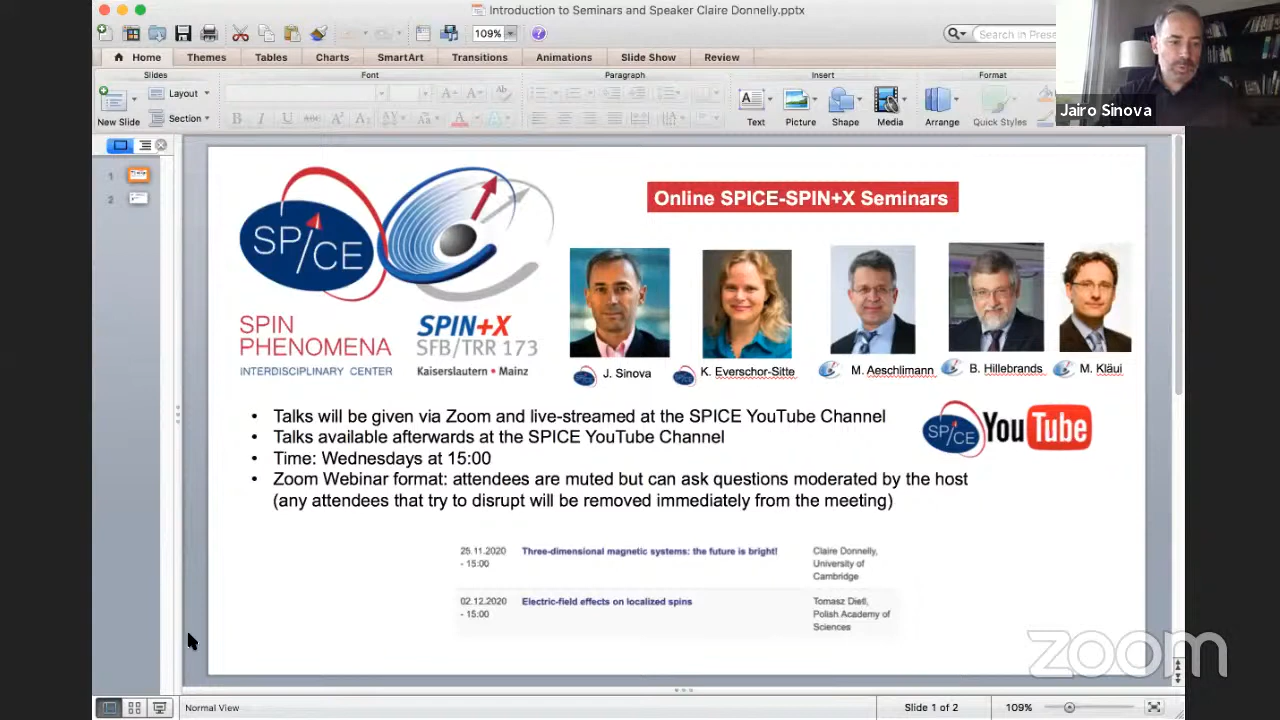 Introduction to Seminars and Speaker Claire Donnelly.pptx
109%
Search in Prese
Home Themes Tables Charts SmartArt Transitions Animations Slide Show Review
Slides Font Paragraph Insert Format
Layout
Section
New Slide
Text Picture Shape Media Arrange Quick Styles
Jairo Sinova
1
2
SPICE
Online SPICE-SPIN+X Seminars
SPIN
PHENOMENA
INTERDISCIPLINARY CENTER
SPIN+X
SFB/TRR 173
Kaiserslautern • Mainz
J. Sinova K. Everschor-Sitte M. Aeschlimann B. Hillebrands M. Kläui
• Talks will be given via Zoom and live-streamed at the SPICE YouTube Channel
• Talks available afterwards at the SPICE YouTube Channel
• Time: Wednesdays at 15:00
• Zoom Webinar format: attendees are muted but can ask questions moderated by the host
(any attendees that try to disrupt will be removed immediately from the meeting)
SPICE YouTube
25.11.2020 Three-dimensional magnetic systems: the future is bright! Claire Donnelly,
- 15:00 University of
Cambridge
02.12.2020 Electric-field effects on localized spins Tomasz Dietl,
- 15:00 Polish Academy of
Sciences
zoom
Normal View Slide 1 of 2 109%